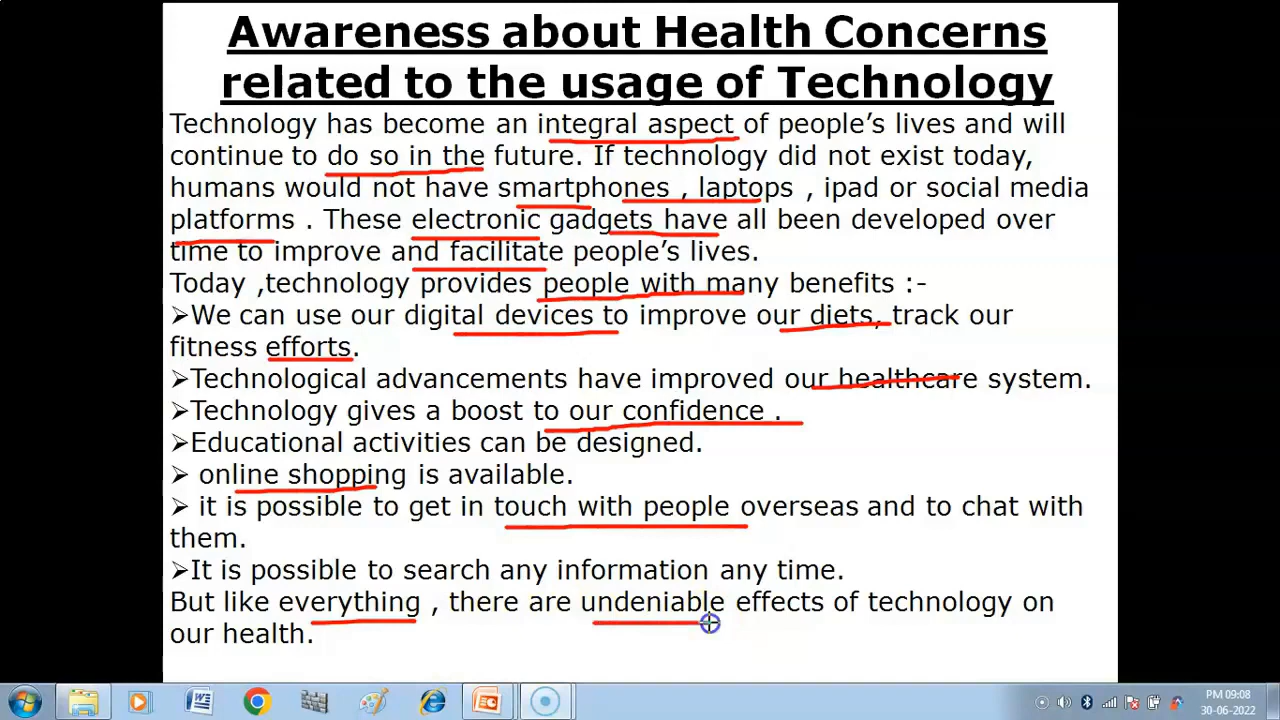 Awareness about Health Concerns
related to the usage of Technology
Technology has become an integral aspect of people's lives and will
continue to do so in the future. If technology did not exist today,
humans would not have smartphones , laptops , ipad or social media
platforms . These electronic gadgets have all been developed over
time to improve and facilitate people's lives.
Today ,technology provides people with many benefits :-
➢We can use our digital devices to improve our diets, track our
fitness efforts.
➢Technological advancements have improved our healthcare system.
➢Technology gives a boost to our confidence .
➢Educational activities can be designed.
➢ online shopping is available.
➢ it is possible to get in touch with people overseas and to chat with
them.
➢It is possible to search any information any time.
But like everything , there are undeniable effects of technology on
our health.
PM 09:08
30-06-2022